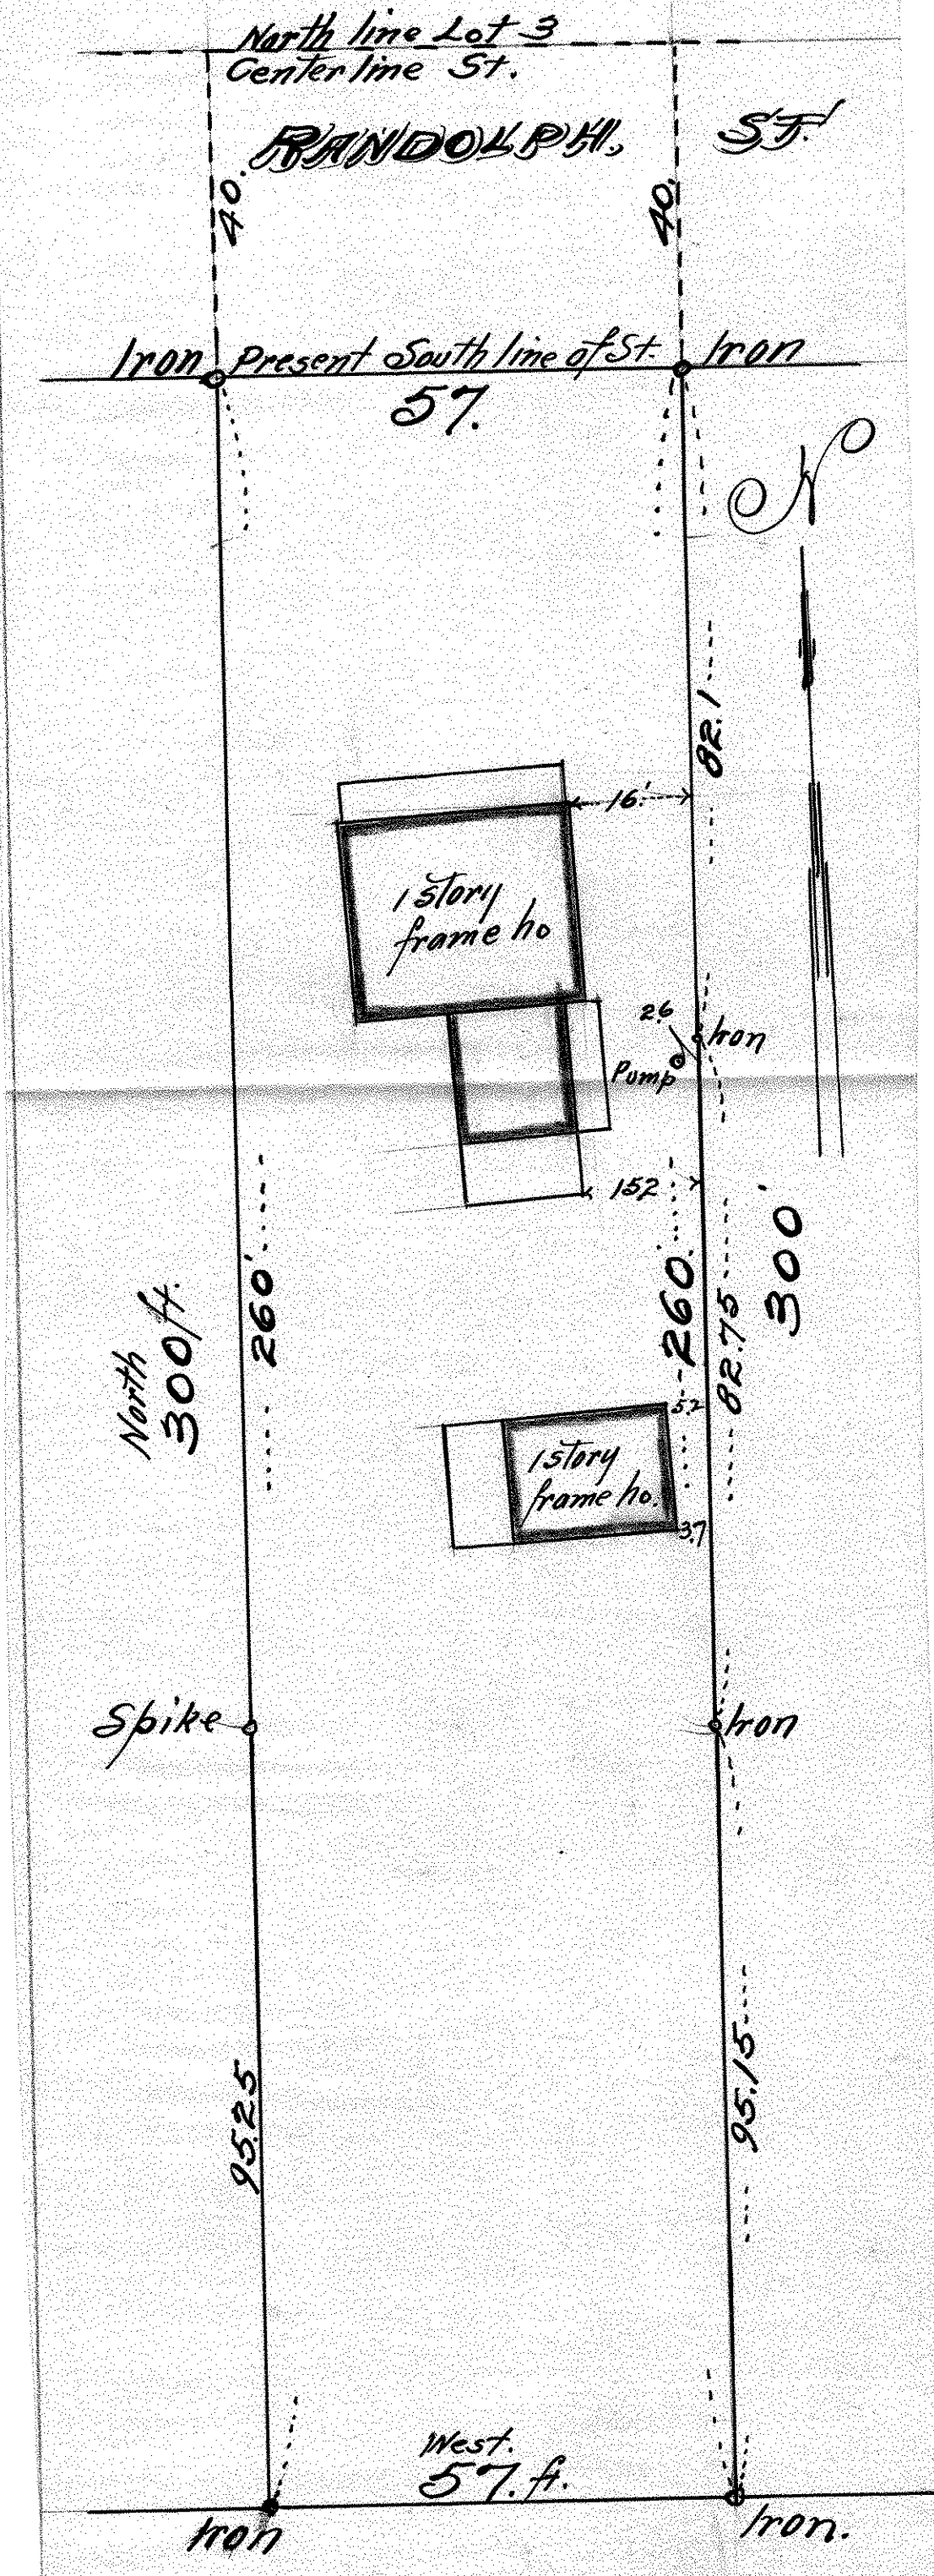 North line Lot 3
Centerline St.
RANDOLPH. ST.
40.
40.
Iron
Present South line of St.
Iron
57.
N
82.1
16.'
1 story
frame ho
26
Iron
Pump
152
260'
260.
82.75
300'
North
300 ft.
5.2
1 story
frame ho.
3.7
Spike
Iron
95.25
95.15
West.
57. ft.
Iron
Iron.